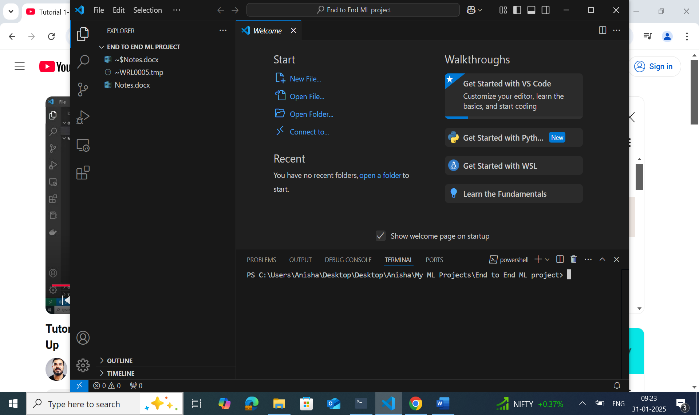 Tutorial 1-
File Edit Selection ...
End to End ML project
You
Sign in
EXPLORER
END TO END ML PROJECT
~$Notes.docx
~WRL0005.tmp
Notes.docx
OUTLINE
TIMELINE
Welcome
Start
New File...
Open File...
Open Folder...
Connect to...
Recent
You have no recent folders, open a folder to
start.
Walkthroughs
Get Started with VS Code
Customize your editor, learn the
basics, and start coding
Get Started with Pyth... New
Get Started with WSL
Learn the Fundamentals
Show welcome page on startup
PROBLEMS OUTPUT DEBUG CONSOLE TERMINAL PORTS
powershell
PS C:\Users\Anisha\Desktop\Desktop\Anisha\My ML Projects\End to End ML project>
Tutor
Up
0 0 0
Type here to search
NIFTY +0.37%
ENG
09:23
31-01-2025